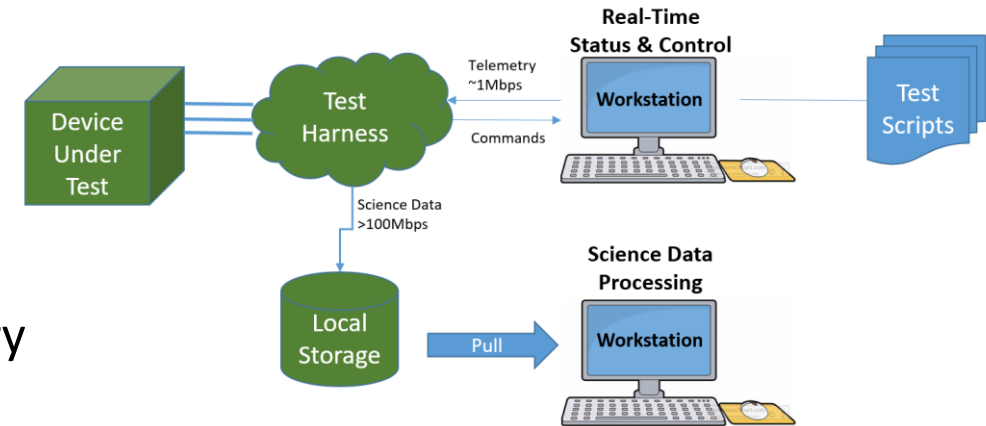 Real-Time
Status & Control
Telemetry
~1Mbps
Commands
Workstation
Test
Scripts
Test
Harness
Device
Under
Test
Science Data
>100Mbps
Science Data
Processing
Local
Storage
Pull
Workstation